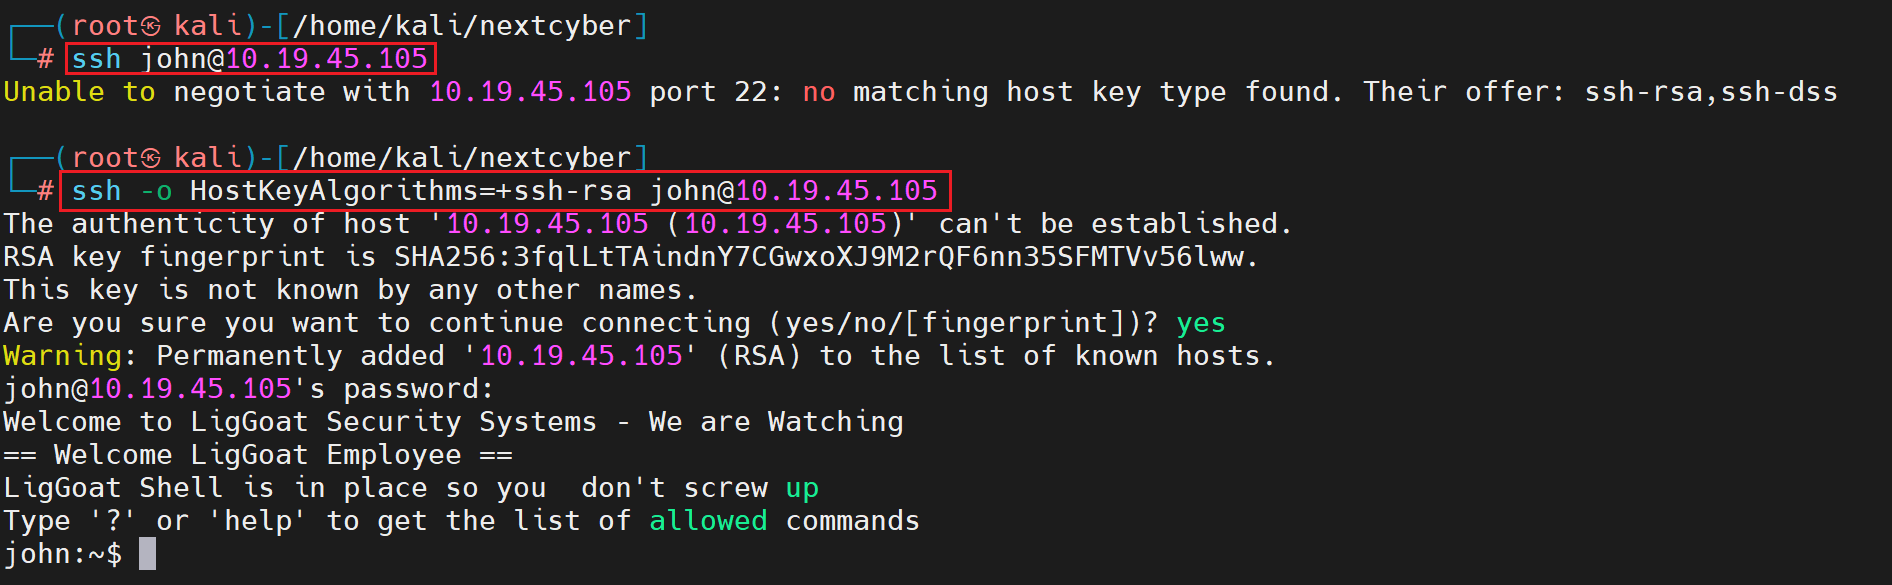 ┌──(root㉿kali)-[/home/kali/nextcyber]
└─# ssh john@10.19.45.105
Unable to negotiate with 10.19.45.105 port 22: no matching host key type found. Their offer: ssh-rsa,ssh-dss
┌──(root㉿kali)-[/home/kali/nextcyber]
└─# ssh -o HostKeyAlgorithms=+ssh-rsa john@10.19.45.105
The authenticity of host '10.19.45.105 (10.19.45.105)' can't be established.
RSA key fingerprint is SHA256:3fqlLtTAindnY7CGwxoXJ9M2rQF6nn35SFMTVv56lww.
This key is not known by any other names.
Are you sure you want to continue connecting (yes/no/[fingerprint])? yes
Warning: Permanently added '10.19.45.105' (RSA) to the list of known hosts.
john@10.19.45.105's password:
Welcome to LigGoat Security Systems - We are Watching
== Welcome LigGoat Employee ==
LigGoat Shell is in place so you  don't screw up
Type '?' or 'help' to get the list of allowed commands
john:~$